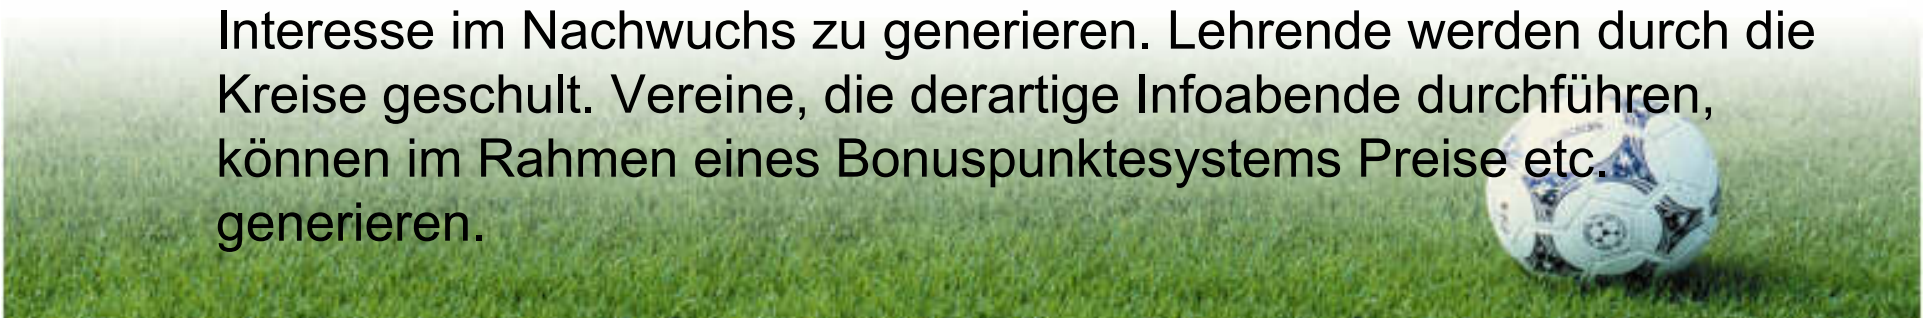 Interesse im Nachwuchs zu generieren. Lehrende werden durch die
Kreise geschult. Vereine, die derartige Infoabende durchführen,
können im Rahmen eines Bonuspunktesystems Preise etc.
generieren.